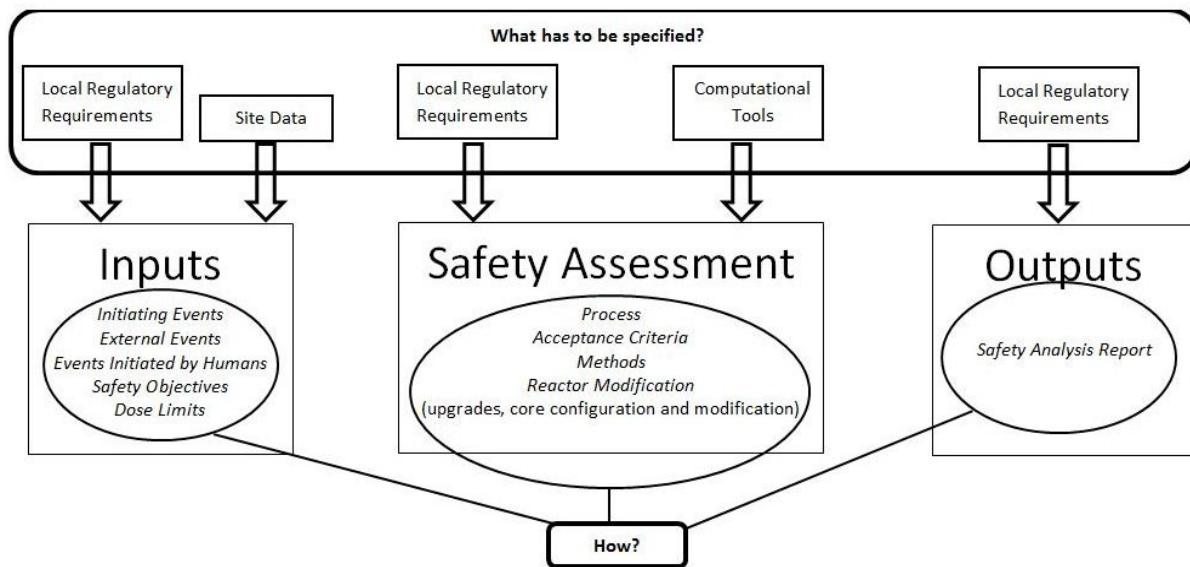 What has to be specified?
Local Regulatory
Requirements
Site Data
Local Regulatory
Requirements
Computational
Tools
Local Regulatory
Requirements
Inputs
Initiating Events
External Events
Events Initiated by Humans
Safety Objectives
Dose Limits
Safety Assessment
Process
Acceptance Criteria
Methods
Reactor Modification
(upgrades, core configuration and modification)
Outputs
Safety Analysis Report
How?